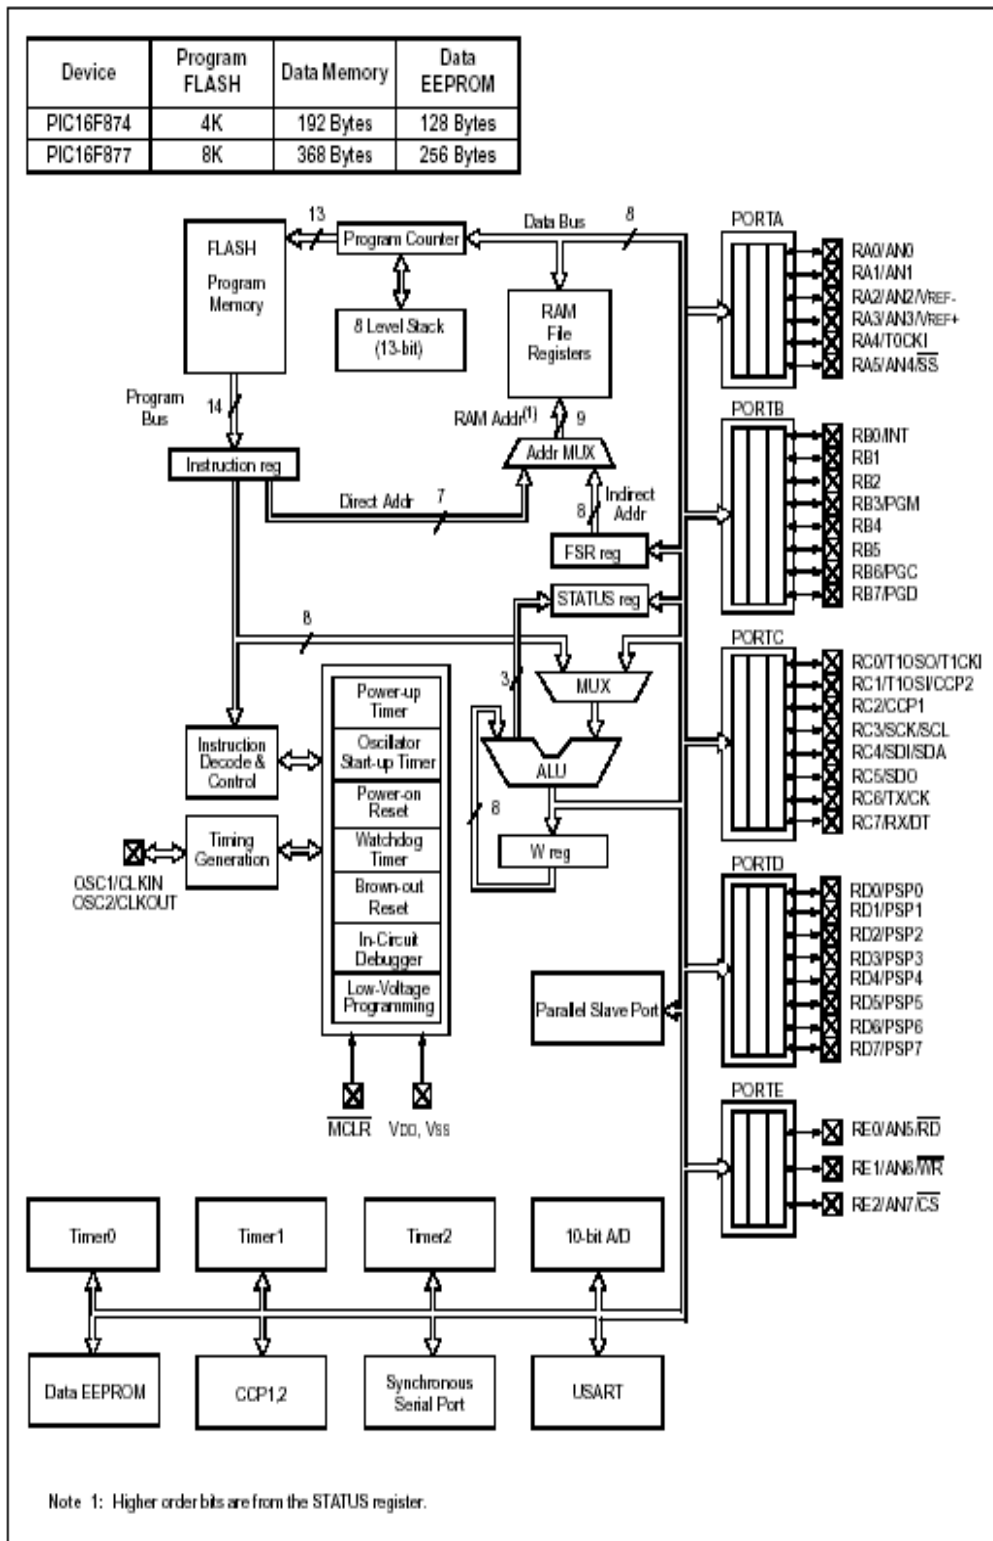 Device Program FLASH Data Memory Data EEPROM
PIC16F874 4K 192 Bytes 128 Bytes
PIC16F877 8K 368 Bytes 256 Bytes
13
Program Counter
Data Bus
8
FLASH
Program
Memory
8 Level Stack
(13-bit)
RAM
File
Registers
Program
Bus
14
RAM Addr(1)
9
Instruction reg
Addr MUX
Direct Addr
7
8
Indirect
Addr
FSR reg
STATUS reg
8
3
MUX
Power-up
Timer
Instruction
Decode &
Control
Oscillator
Start-up Timer
ALU
Power-on
Reset
8
Timing
Generation
Watchdog
Timer
W reg
OSC1/CLKIN
OSC2/CLKOUT
Brown-out
Reset
In-Circuit
Debugger
Low-Voltage
Programming
Parallel Slave Port
MCLR
VDD, VSS
PORTA
RA0/AN0
RA1/AN1
RA2/AN2/VREF-
RA3/AN3/VREF+
RA4/T0CKI
RA5/AN4/SS
PORTB
RB0/INT
RB1
RB2
RB3/PGM
RB4
RB5
RB6/PGC
RB7/PGD
PORTC
RC0/T1OSO/T1CKI
RC1/T1OSI/CCP2
RC2/CCP1
RC3/SCK/SCL
RC4/SDI/SDA
RC5/SDO
RC6/TX/CK
RC7/RX/DT
PORTD
RD0/PSP0
RD1/PSP1
RD2/PSP2
RD3/PSP3
RD4/PSP4
RD5/PSP5
RD6/PSP6
RD7/PSP7
PORTE
RE0/AN5/RD
RE1/AN6/WR
RE2/AN7/CS
Timer0
Timer1
Timer2
10-bit A/D
Data EEPROM
CCP1,2
Synchronous
Serial Port
USART
Note 1: Higher order bits are from the STATUS register.